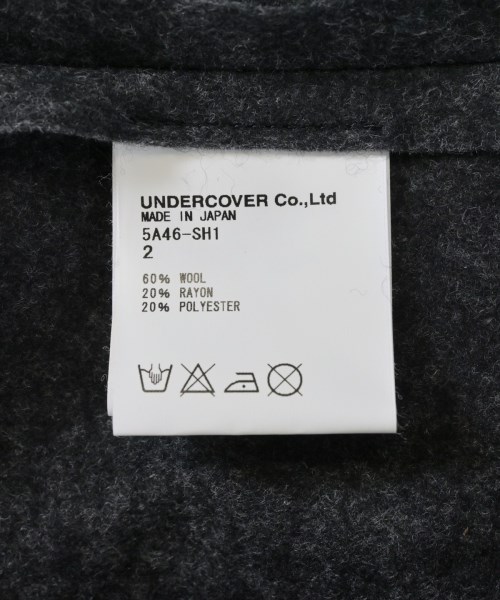 UNDERCOVER Co.,Ltd
MADE IN JAPAN
5A46-SH1
2
60% WOOL
20% RAYON
20% POLYESTER